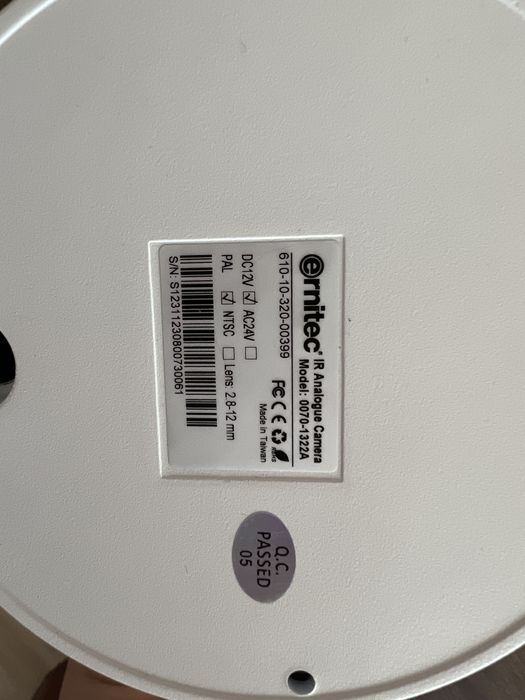 ernitec® IR Analogue Camera
Model: 0070-1322A
610-10-320-00399
FC CE RoHS
Made in Taiwan
DC12V ☑ AC24V ☐
PAL ☑ NTSC ☐ Lens: 2.8-12 mm
S/N: S12311230800730061
Q.C.
PASSED
05